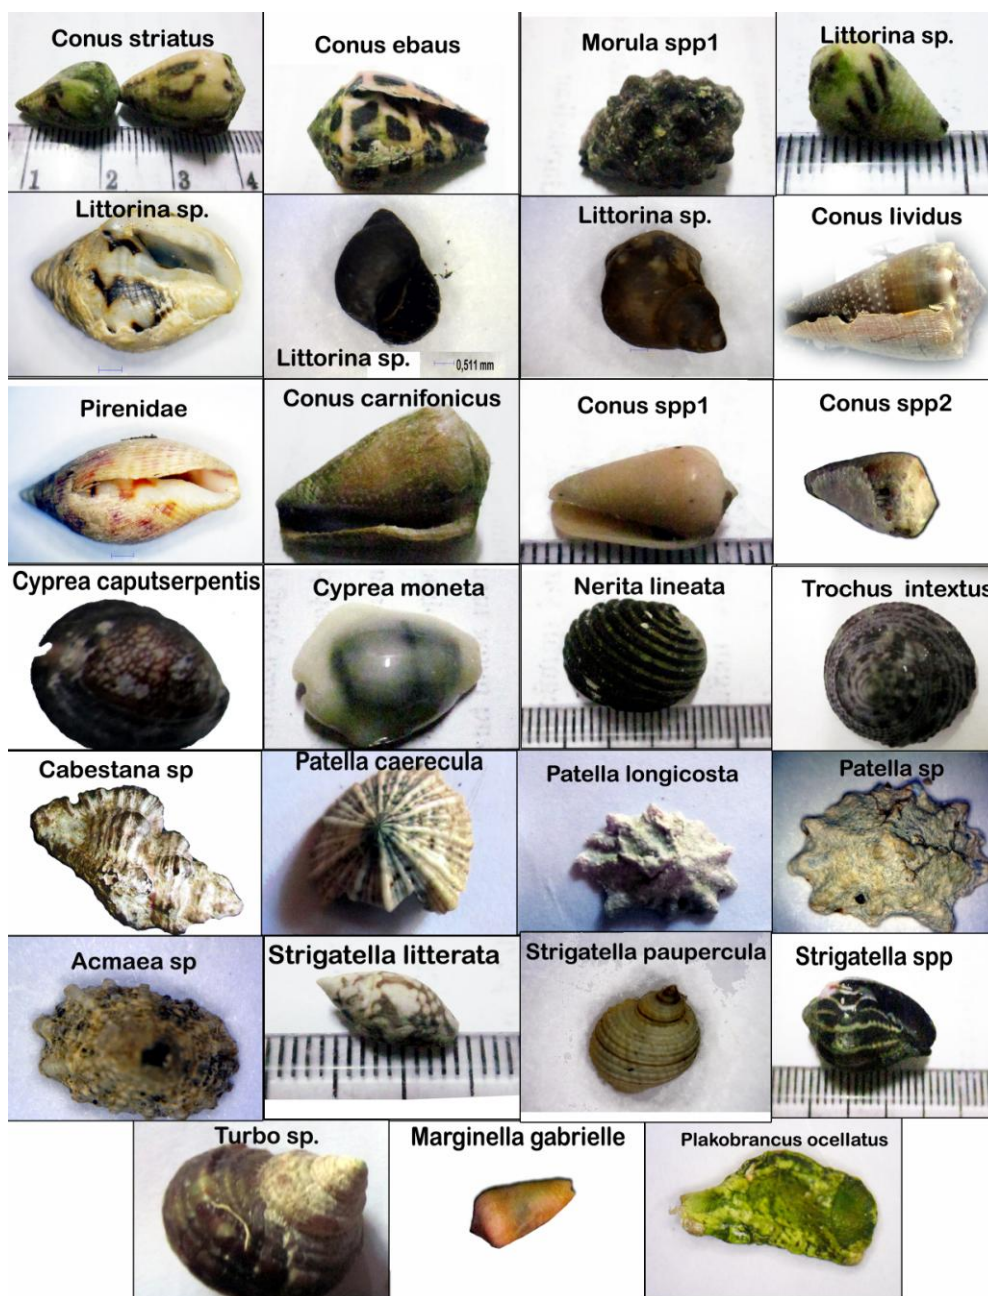 Conus striatus
Conus ebaus
Morula spp1
Littorina sp.
1 2 3 4
Littorina sp.
Littorina sp.
0,511 mm
Littorina sp.
Conus lividus
Pirenidae
Conus carnifonicus
Conus spp1
Conus spp2
Cyprea caputserpentis
Cyprea moneta
Nerita lineata
Trochus intextus
Cabestana sp
Patella caerecula
Patella longicosta
Patella sp
Acmaea sp
Strigatella litterata
Strigatella paupercula
Strigatella spp
Turbo sp.
Marginella gabrielle
Plakobrancus ocellatus